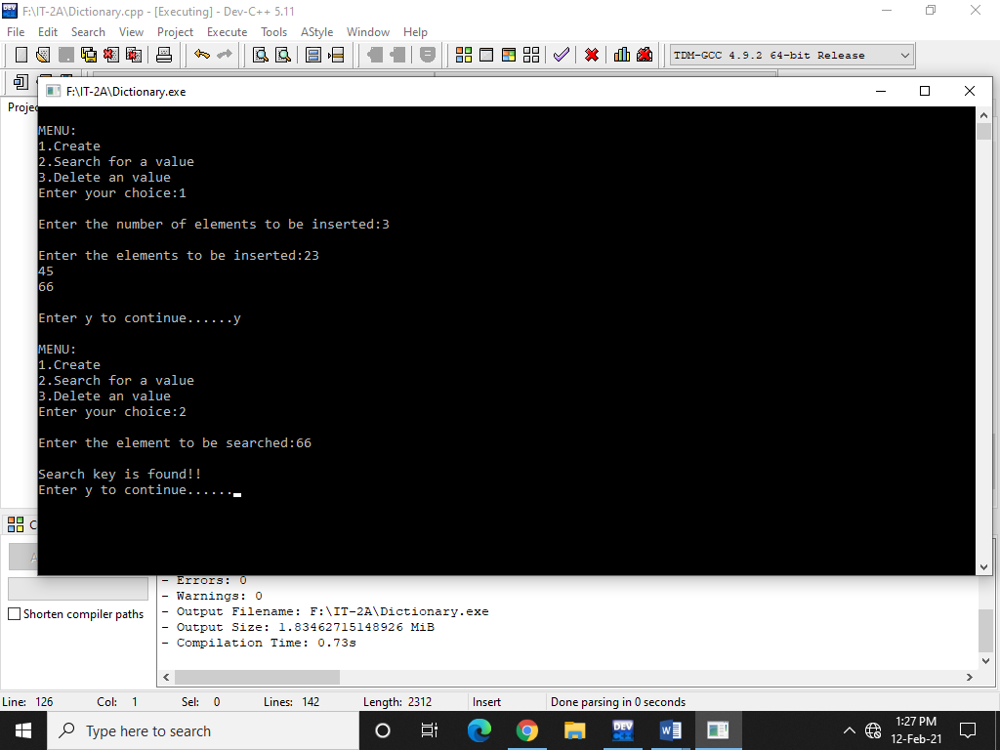 F:\IT-2A\Dictionary.cpp - [Executing] - Dev-C++ 5.11
File Edit Search View Project Execute Tools AStyle Window Help
TDM-GCC 4.9.2 64-bit Release
F:\IT-2A\Dictionary.exe
MENU:
1.Create
2.Search for a value
3.Delete an value
Enter your choice:1
Enter the number of elements to be inserted:3
Enter the elements to be inserted:23
45
66
Enter y to continue......y
MENU:
1.Create
2.Search for a value
3.Delete an value
Enter your choice:2
Enter the element to be searched:66
Search key is found!!
Enter y to continue......
- Errors: 0
- Warnings: 0
- Output Filename: F:\IT-2A\Dictionary.exe
- Output Size: 1.83462715148926 MiB
- Compilation Time: 0.73s
Shorten compiler paths
Line: 126 Col: 1 Sel: 0 Lines: 142 Length: 2312 Insert Done parsing in 0 seconds
Type here to search
DEV
1:27 PM
12-Feb-21